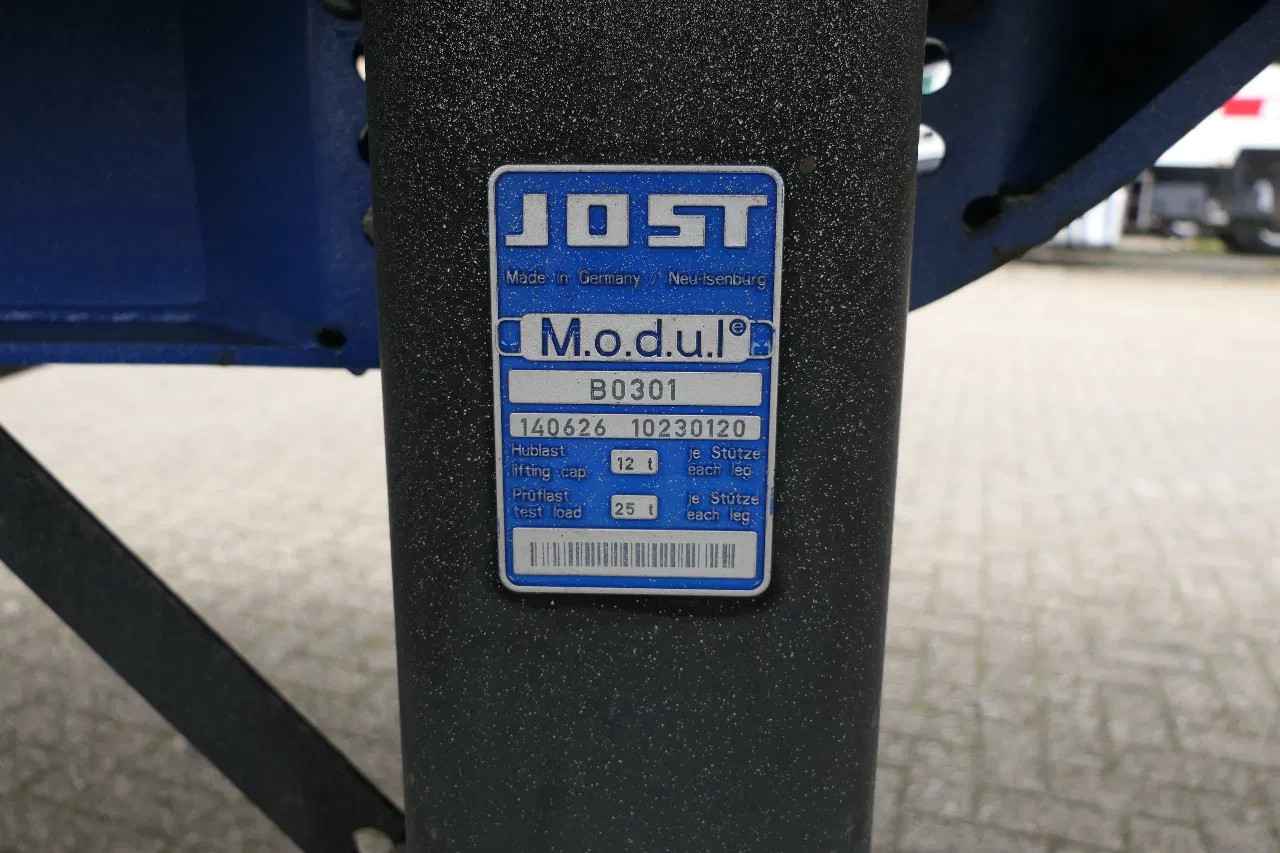 JOST
Made in Germany // Neu-Isenburg
M.o.d.u.l®
B0301
140626 10230120
Hublast
lifting cap. 12 t je Stütze
each leg
Prüflast
test load 25 t je Stütze
each leg